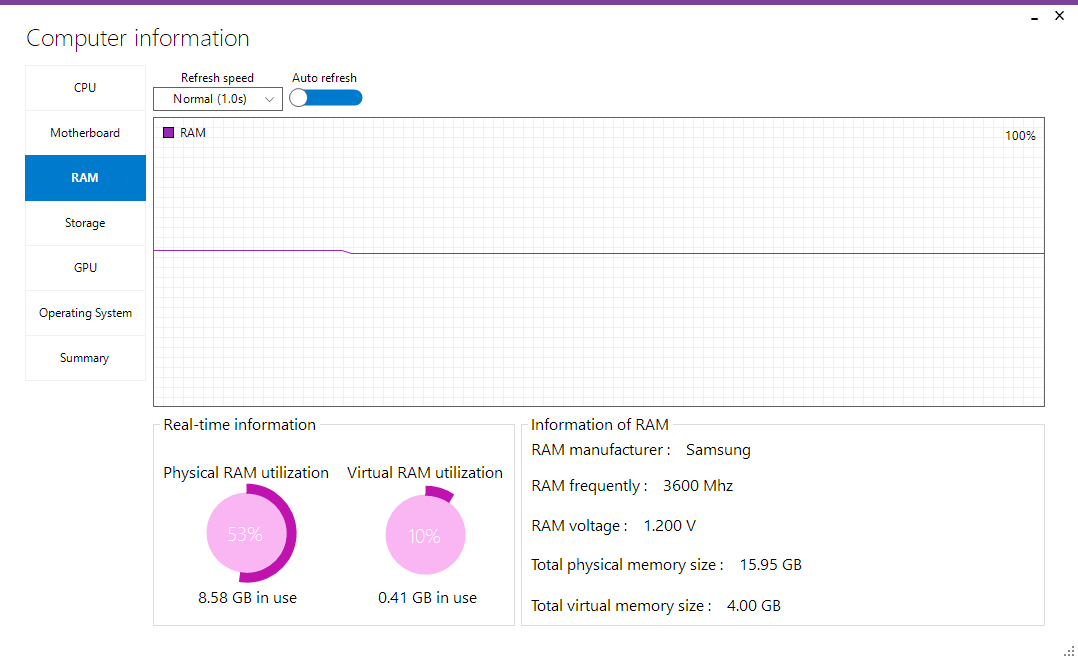 Computer information
CPU
Motherboard
RAM
Storage
GPU
Operating System
Summary
Refresh speed
Normal (1.0s)
Auto refresh
RAM
100%
Real-time information
Physical RAM utilization
53%
8.58 GB in use
Virtual RAM utilization
10%
0.41 GB in use
Information of RAM
RAM manufacturer : Samsung
RAM frequently : 3600 Mhz
RAM voltage : 1.200 V
Total physical memory size : 15.95 GB
Total virtual memory size : 4.00 GB